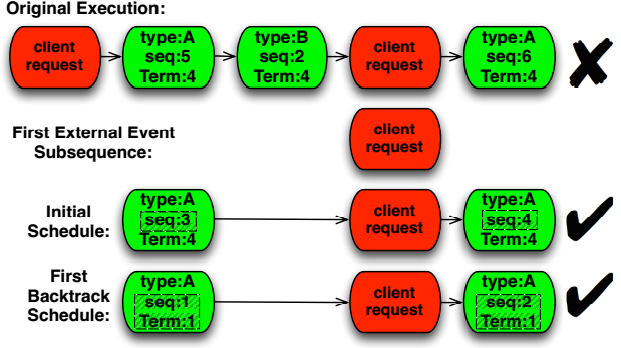 Original Execution:
client
request
type:A
seq:5
Term:4
type:B
seq:2
Term:4
client
request
type:A
seq:6
Term:4
First External Event
Subsequence:
client
request
Initial
Schedule:
type:A
seq:3
Term:4
client
request
type:A
seq:4
Term:4
First
Backtrack
Schedule:
type:A
seq:1
Term:1
client
request
type:A
seq:2
Term:1